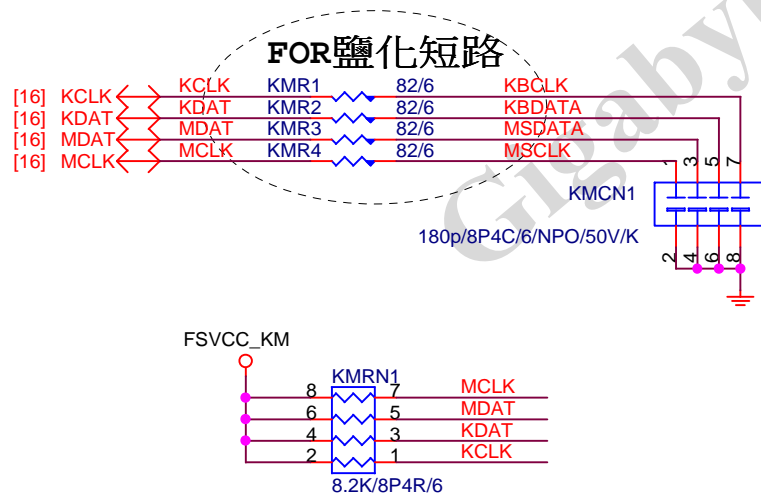 FOR鹽化短路
[16] KCLK KCLK KMR1 82/6 KBCLK
[16] KDAT KDAT KMR2 82/6 KBDATA
[16] MDAT MDAT KMR3 82/6 MSDATA
[16] MCLK MCLK KMR4 82/6 MSCLK
1 3 5 7
KMCN1
180p/8P4C/6/NPO/50V/K
2 4 6 8
FSVCC_KM
KMRN1
8 7 MCLK
6 5 MDAT
4 3 KDAT
2 1 KCLK
8.2K/8P4R/6
Gigaby